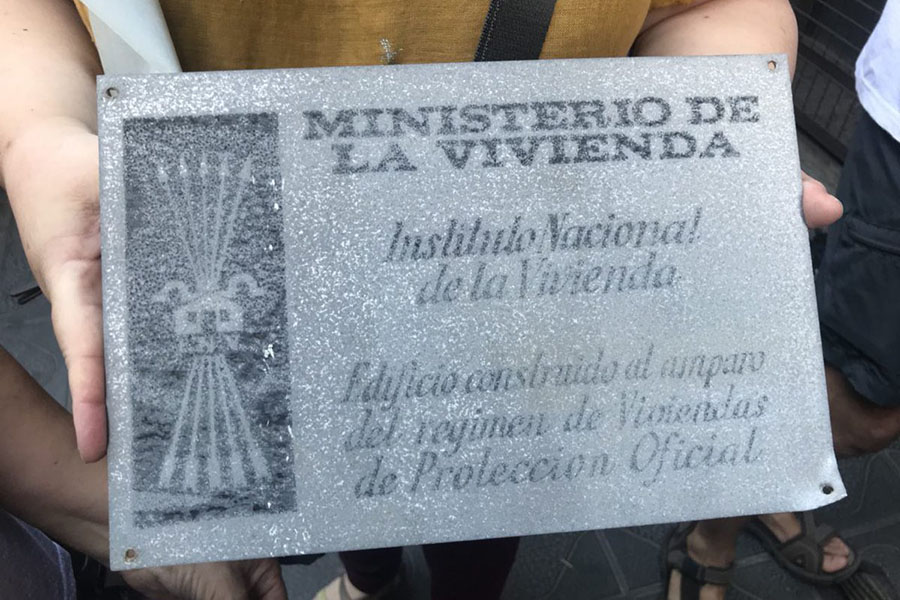 MINISTERIO DE
LA VIVIENDA
Instituto Nacional
de la Vivienda
Edificio construido al amparo
del regimen de Viviendas
de Protección Oficial